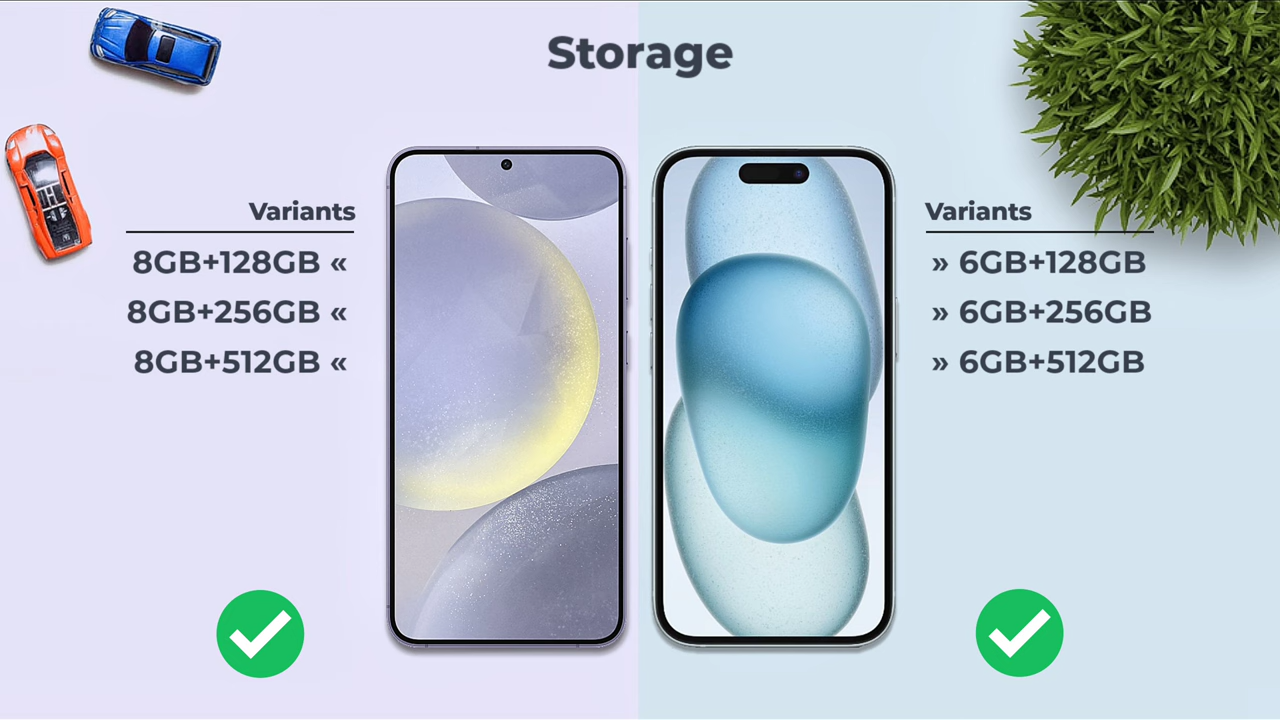 Storage
Variants
8GB+128GB «
8GB+256GB «
8GB+512GB «
Variants
» 6GB+128GB
» 6GB+256GB
» 6GB+512GB